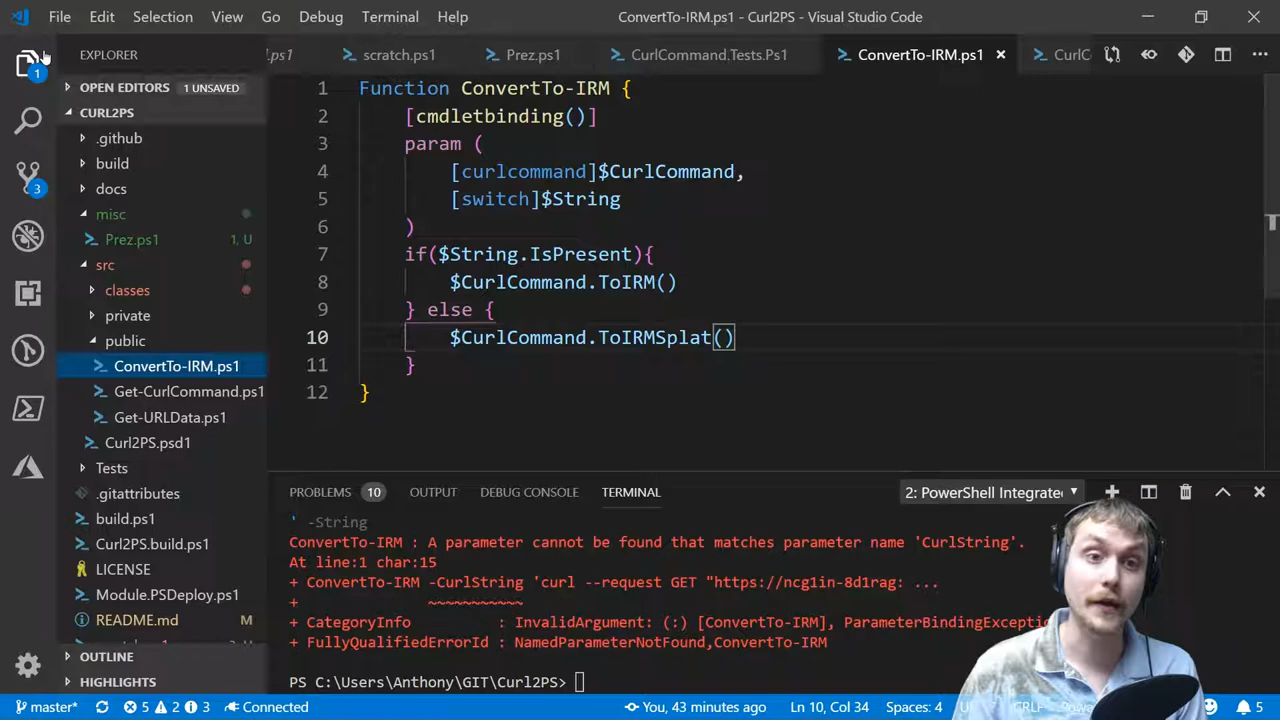 File Edit Selection View Go Debug Terminal Help ConvertTo-IRM.ps1 - Curl2PS - Visual Studio Code
EXPLORER
.ps1 scratch.ps1 Prez.ps1 CurlCommand.Tests.Ps1 ConvertTo-IRM.ps1 CurlC
1
OPEN EDITORS 1 UNSAVED
CURL2PS
.github
build
docs
3
misc
Prez.ps1 1, U
src
classes
private
public
ConvertTo-IRM.ps1
Get-CurlCommand.ps1
Get-URLData.ps1
Curl2PS.psd1
Tests
.gitattributes
build.ps1
Curl2PS.build.ps1
LICENSE
Module.PSDeploy.ps1
README.md M
OUTLINE
HIGHLIGHTS
1 Function ConvertTo-IRM {
2 [cmdletbinding()]
3 param (
4 [curlcommand]$CurlCommand,
5 [switch]$String
6 )
7 if($String.IsPresent){
8 $CurlCommand.ToIRM()
9 } else {
10 $CurlCommand.ToIRMSplat()
11 }
12 }
PROBLEMS 10 OUTPUT DEBUG CONSOLE TERMINAL 2: PowerShell Integrate
' -String
ConvertTo-IRM : A parameter cannot be found that matches parameter name 'CurlString'.
At line:1 char:15
+ ConvertTo-IRM -CurlString 'curl --request GET "https://ncg1in-8d1rag: ...
+ ~~~~~~~~~~~
+ CategoryInfo : InvalidArgument: (:) [ConvertTo-IRM], ParameterBindingExceptio
+ FullyQualifiedErrorId : NamedParameterNotFound,ConvertTo-IRM
PS C:\Users\Anthony\GIT\Curl2PS>
master* 5 2 3 Connected You, 43 minutes ago Ln 10, Col 34 Spaces: 4 5